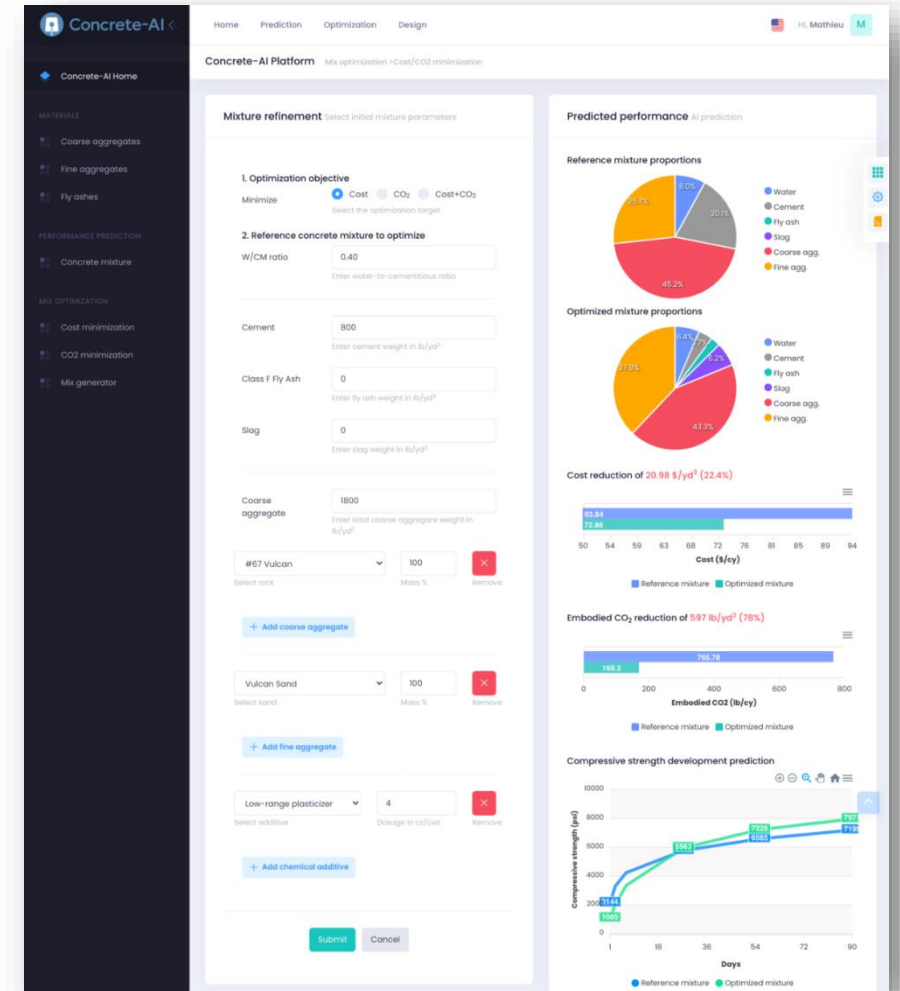 Concrete-AI
Home Prediction Optimization Design
Hi, Mathieu M
Concrete-AI Platform Mix optimization >Cost/CO2 minimization
Concrete-AI Home
MATERIALS
Coarse aggregates
Fine aggregates
Fly ashes
PERFORMANCE PREDICTION
Concrete mixture
MIX OPTIMIZATION
Cost minimization
CO2 minimization
Mix generator
Mixture refinement Select initial mixture parameters
1. Optimization objective
Minimize Cost CO₂ Cost+CO₂
Select the optimization target
2. Reference concrete mixture to optimize
W/CM ratio 0.40
Enter water-to-cementitious ratio
Cement 800
Enter cement weight in lb/yd³
Class F Fly Ash 0
Enter fly ash weight in lb/yd³
Slag 0
Enter slag weight in lb/yd³
Coarse aggregate 1800
Enter total coarse aggregare weight in
lb/yd³
#67 Vulcan 100 ×
Select rock Mass % Remove
+ Add coarse aggregate
Vulcan Sand 100 ×
Select sand Mass % Remove
+ Add fine aggregate
Low-range plasticizer 4 ×
Select additive Dosage in oz/cwt Remove
+ Add chemical additive
Submit Cancel
Predicted performance AI prediction
Reference mixture proportions
8.0%
20.1%
45.2%
26.7%
Water
Cement
Fly ash
Slag
Coarse agg.
Fine agg.
Optimized mixture proportions
6.4%
6.2%
43.3%
37.9%
Water
Cement
Fly ash
Slag
Coarse agg.
Fine agg.
Cost reduction of 20.98 $/yd³ (22.4%)
93.84
72.86
50 54 59 63 68 72 76 81 85 89 94
Cost ($/cy)
Reference mixture Optimized mixture
Embodied CO₂ reduction of 597 lb/yd³ (78%)
765.78
169.2
0 200 400 600 800
Embodied CO2 (lb/cy)
Reference mixture Optimized mixture
Compressive strength development prediction
Compressive strength (psi)
10000
8000
6000
4000
2000
0
3144
1085
5963
7226
6585
7190
1 18 36 54 72 90
Days
Reference mixture Optimized mixture